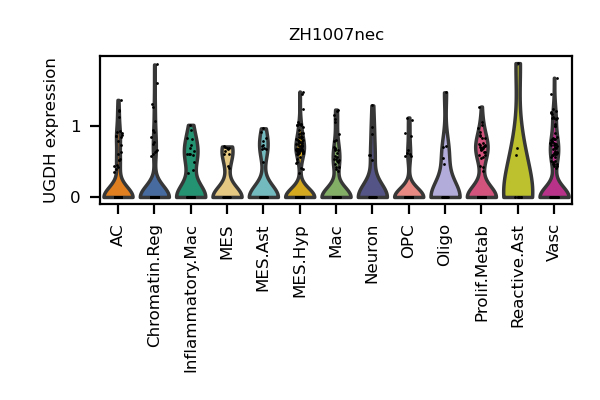 ZH1007nec
UGDH expression
1
0
AC
Chromatin.Reg
Inflammatory.Mac
MES
MES.Ast
MES.Hyp
Mac
Neuron
OPC
Oligo
Prolif.Metab
Reactive.Ast
Vasc